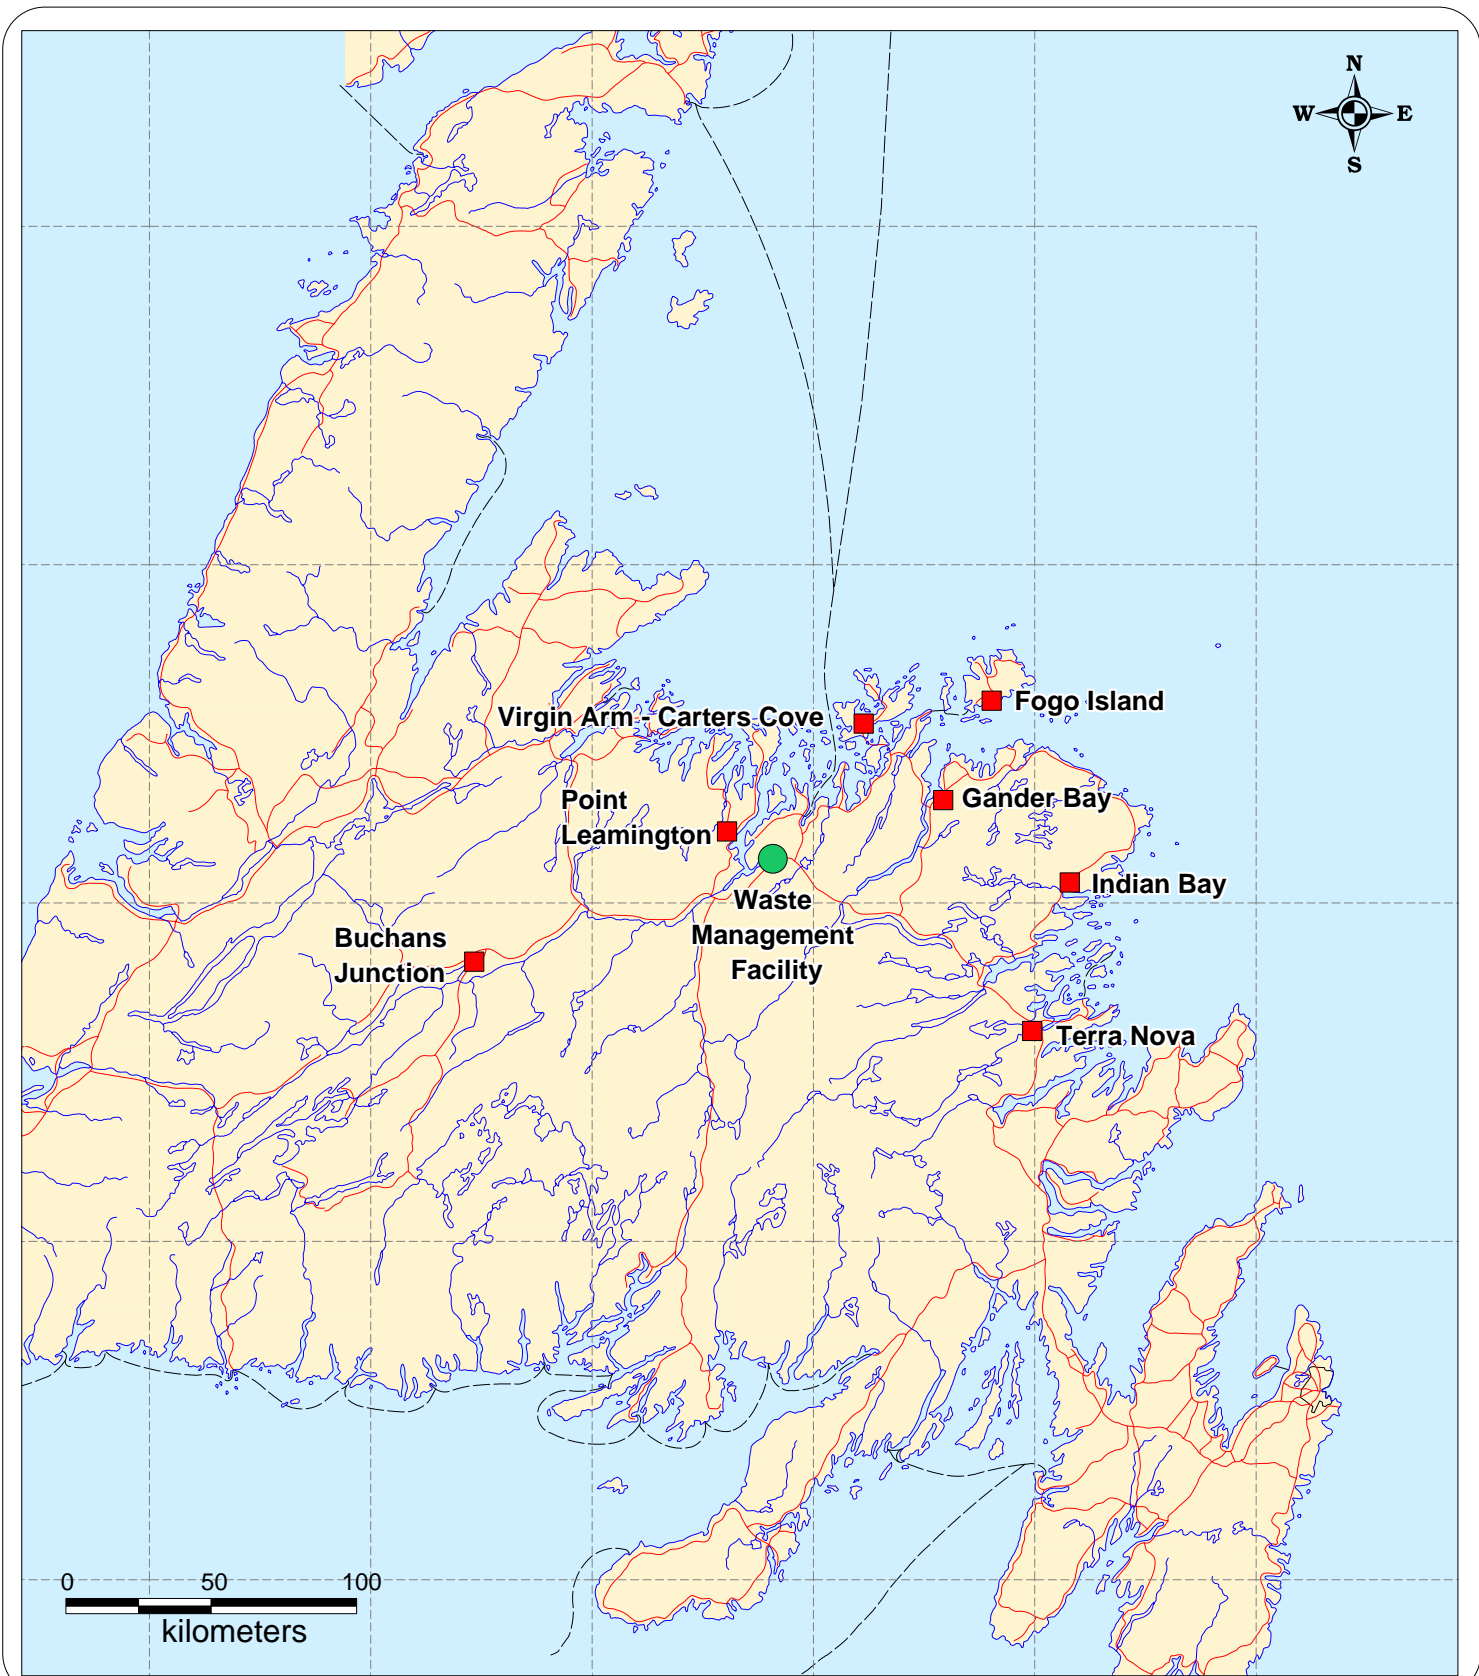 N
W E
S
Fogo Island
Virgin Arm - Carters Cove
Gander Bay
Point
Leamington
Indian Bay
Waste
Management
Facility
Buchans
Junction
Terra Nova
0 50 100
kilometers